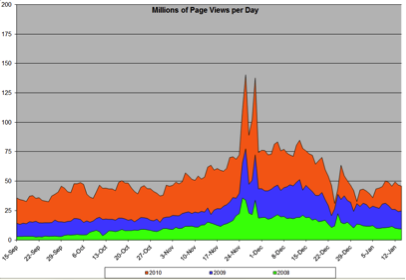 Millions of Page Views per Day
200
175
150
125
100
75
50
25
0
15-Sep
22-Sep
29-Sep
6-Oct
13-Oct
20-Oct
27-Oct
3-Nov
10-Nov
17-Nov
24-Nov
1-Dec
8-Dec
15-Dec
22-Dec
29-Dec
5-Jan
12-Jan
2010 2009 2008